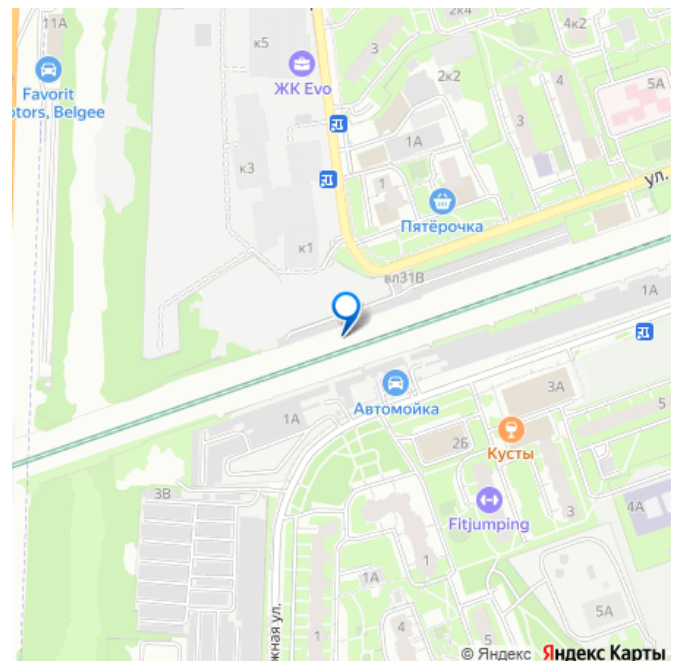 11А
2к4
4к2
к5
3
ЖК Evo
2к2
4
5А
Favorit
otors, Belgee
1А
3
к3
1
ул.
Пятёрочка
к1
вл31В
1А
Автомойка
3А
1А
5
2Б
Кусты
3В
Fitjumping
3
4А
1
1А
5А
жная ул.
1
4
5
© Яндекс Яндекс Карты